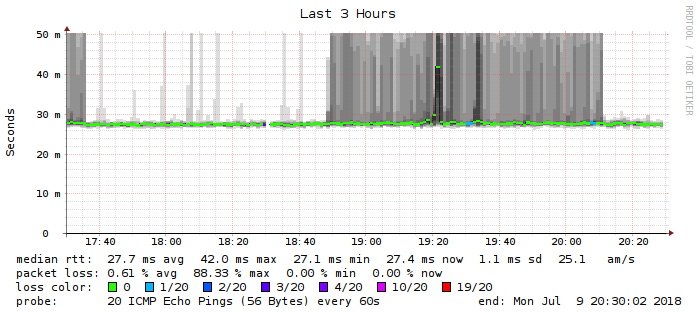 Last 3 Hours
RRDTOOL / TOBI OETIKER
Seconds
50 m
40 m
30 m
20 m
10 m
0
17:40 18:00 18:20 18:40 19:00 19:20 19:40 20:00 20:20
median rtt: 27.7 ms avg 42.0 ms max 27.1 ms min 27.4 ms now 1.1 ms sd 25.1 am/s
packet loss: 0.61 % avg 88.33 % max 0.00 % min 0.00 % now
loss color: 0 1/20 2/20 3/20 4/20 10/20 19/20
probe: 20 ICMP Echo Pings (56 Bytes) every 60s end: Mon Jul 9 20:30:02 2018